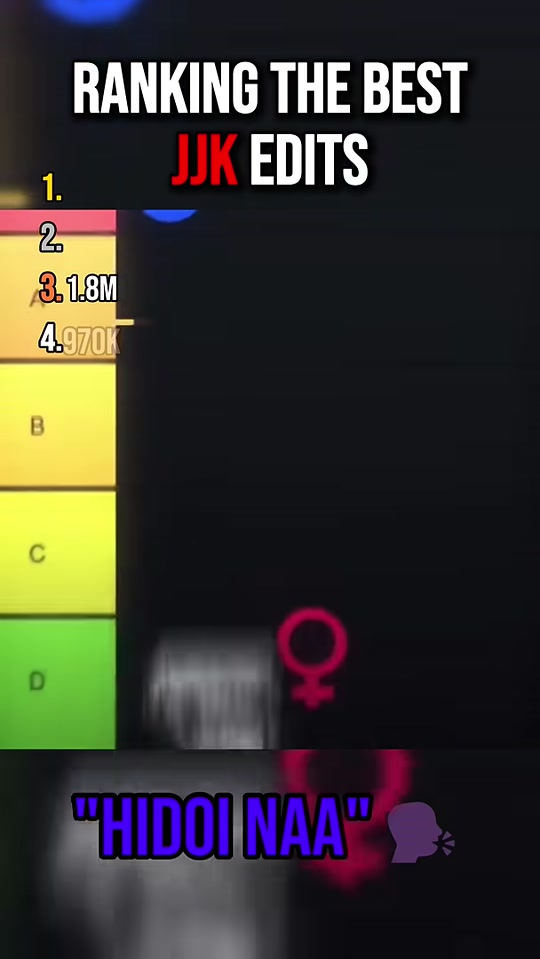 RANKING THE BEST
JJK EDITS
1.
2.
3. 1.8M
A
4. 970K
B
C
D
"HIDOI NAA"